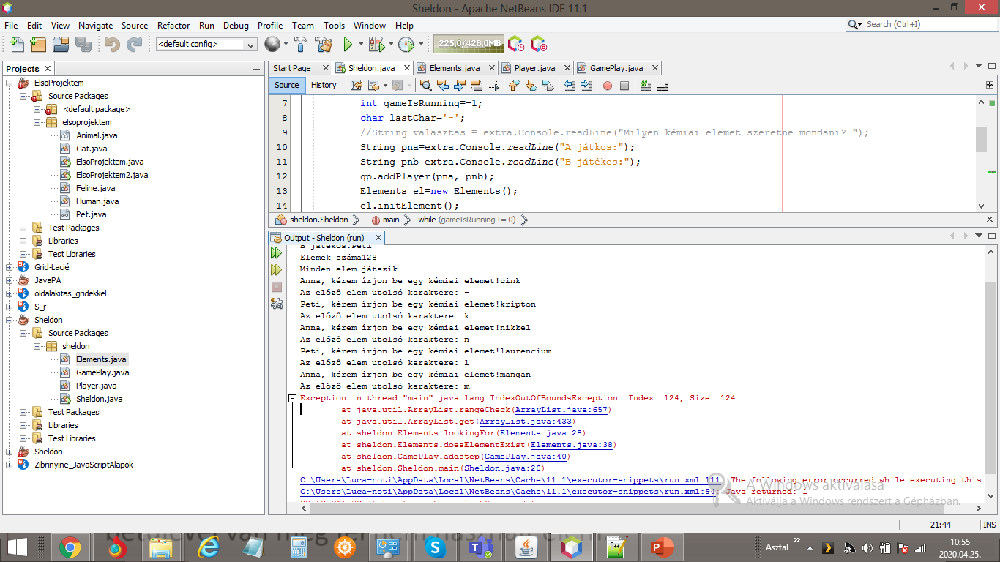 Sheldon - Apache NetBeans IDE 11.1
File Edit View Navigate Source Refactor Run Debug Profile Team Tools Window Help
Search (Ctrl+I)
<default config>
225,0/428,0MB
Projects
ElsoProjektem
Source Packages
<default package>
elsoprojektem
Animal.java
Cat.java
ElsoProjektem.java
ElsoProjektem2.java
Feline.java
Human.java
Pet.java
Test Packages
Libraries
Test Libraries
Grid-Lacié
JavaPA
oldalakitas_gridekkel
S_r
Sheldon
Source Packages
sheldon
Elements.java
GamePlay.java
Player.java
Sheldon.java
Test Packages
Libraries
Test Libraries
Sheldon
Zibrinyine_JavaScriptAlapok
Start Page Sheldon.java Elements.java Player.java GamePlay.java
Source History
7 int gameIsRunning=-1;
8 char lastChar='-';
9 //String valasztas = extra.Console.readLine("Milyen kémiai elemet szeretne mondani? ");
10 String pna=extra.Console.readLine("A játkos:");
11 String pnb=extra.Console.readLine("B játékos:");
12 gp.addPlayer(pna, pnb);
13 Elements el=new Elements();
14 el.initElement();
sheldon.Sheldon main while (gameIsRunning != 0)
Output - Sheldon (run)
B játékos:Peti
Elemek száma128
Minden elem játszik
Anna, kérem írjon be egy kémiai elemet!cink
Az előző elem utolsó karaktere: -
Peti, kérem írjon be egy kémiai elemet!kripton
Az előző elem utolsó karaktere: k
Anna, kérem írjon be egy kémiai elemet!nikkel
Az előző elem utolsó karaktere: n
Peti, kérem írjon be egy kémiai elemet!laurencium
Az előző elem utolsó karaktere: l
Anna, kérem írjon be egy kémiai elemet!mangan
Az előző elem utolsó karaktere: m
Exception in thread "main" java.lang.IndexOutOfBoundsException: Index: 124, Size: 124
at java.util.ArrayList.rangeCheck(ArrayList.java:657)
at java.util.ArrayList.get(ArrayList.java:433)
at sheldon.Elements.lookingFor(Elements.java:28)
at sheldon.Elements.doesElementExist(Elements.java:38)
at sheldon.GamePlay.addstep(GamePlay.java:40)
at sheldon.Sheldon.main(Sheldon.java:20)
C:\Users\Luca-noti\AppData\Local\NetBeans\Cache\11.1\executor-snippets\run.xml:111: The following error occurred while executing this
C:\Users\Luca-noti\AppData\Local\NetBeans\Cache\11.1\executor-snippets\run.xml:94: Java returned: 1
A Windows aktiválása
Aktiválja a Windows rendszert a Gépházban.
21:44 INS
Asztal
10:55
2020.04.25.